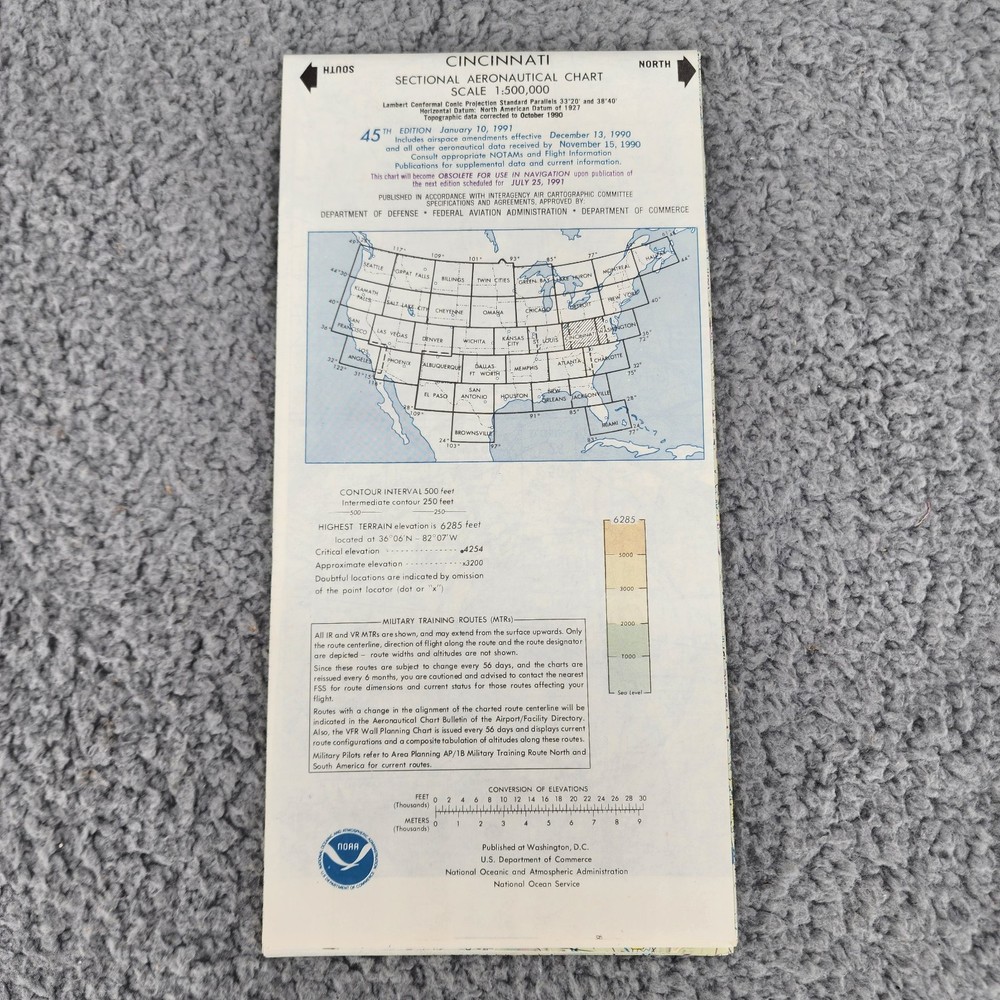 CINCINNATI
SOUTH
NORTH
SECTIONAL AERONAUTICAL CHART
SCALE 1:500,000
Lambert Conformal Conic Projection Standard Parallels 33°20' and 38°40'
Horizontal Datum: North American Datum of 1927
Topographic data corrected to October 1990
45TH EDITION January 10, 1991
Includes airspace amendments effective December 13, 1990
and all other aeronautical data received by November 15, 1990
Consult appropriate NOTAMs and Flight Information
Publications for supplemental data and current information.
This chart will become OBSOLETE FOR USE IN NAVIGATION upon publication of
the next edition scheduled for JULY 25, 1991
PUBLISHED IN ACCORDANCE WITH INTERAGENCY AIR CARTOGRAPHIC COMMITTEE
SPECIFICATIONS AND AGREEMENTS, APPROVED BY:
DEPARTMENT OF DEFENSE • FEDERAL AVIATION ADMINISTRATION • DEPARTMENT OF COMMERCE
117° 109° 101° 93° 85° 77°
SEATTLE GREAT FALLS BILLINGS TWIN CITIES GREEN BAY LAKE HURON MONTREAL HALIFAX
KLAMATH FALLS SALT LAKE CITY CHEYENNE OMAHA CHICAGO DETROIT NEW YORK
SAN FRANCISCO LAS VEGAS DENVER WICHITA KANSAS CITY ST LOUIS CINCINNATI WASHINGTON
LOS ANGELES PHOENIX ALBUQUERQUE DALLAS-FT WORTH MEMPHIS ATLANTA CHARLOTTE
EL PASO SAN ANTONIO HOUSTON NEW ORLEANS JACKSONVILLE
BROWNSVILLE MIAMI
CONTOUR INTERVAL 500 feet
Intermediate contour 250 feet
500 250
HIGHEST TERRAIN elevation is 6285 feet
located at 36°06'N – 82°07'W
Critical elevation ---------------- •4254
Approximate elevation ----------- x3200
Doubtful locations are indicated by omission
of the point locator (dot or "x")
6285
5000
3000
2000
1000
Sea Level
MILITARY TRAINING ROUTES (MTRs)
All IR and VR MTRs are shown, and may extend from the surface upwards. Only
the route centerline, direction of flight along the route and the route designator
are depicted – route widths and altitudes are not shown.
Since these routes are subject to change every 56 days, and the charts are
reissued every 6 months, you are cautioned and advised to contact the nearest
FSS for route dimensions and current status for those routes affecting your
flight.
Routes with a change in the alignment of the charted route centerline will be
indicated in the Aeronautical Chart Bulletin of the Airport/Facility Directory.
Also, the VFR Wall Planning Chart is issued every 56 days and displays current
route configurations and a composite tabulation of altitudes along these routes.
Military Pilots refer to Area Planning AP/1B Military Training Route North and
South America for current routes.
CONVERSION OF ELEVATIONS
FEET (Thousands) 0 2 4 6 8 10 12 14 16 18 20 22 24 26 28 30
METERS (Thousands) 0 1 2 3 4 5 6 7 8 9
NOAA
NATIONAL OCEANIC AND ATMOSPHERIC ADMINISTRATION
U.S. DEPARTMENT OF COMMERCE
Published at Washington, D.C.
U.S. Department of Commerce
National Oceanic and Atmospheric Administration
National Ocean Service